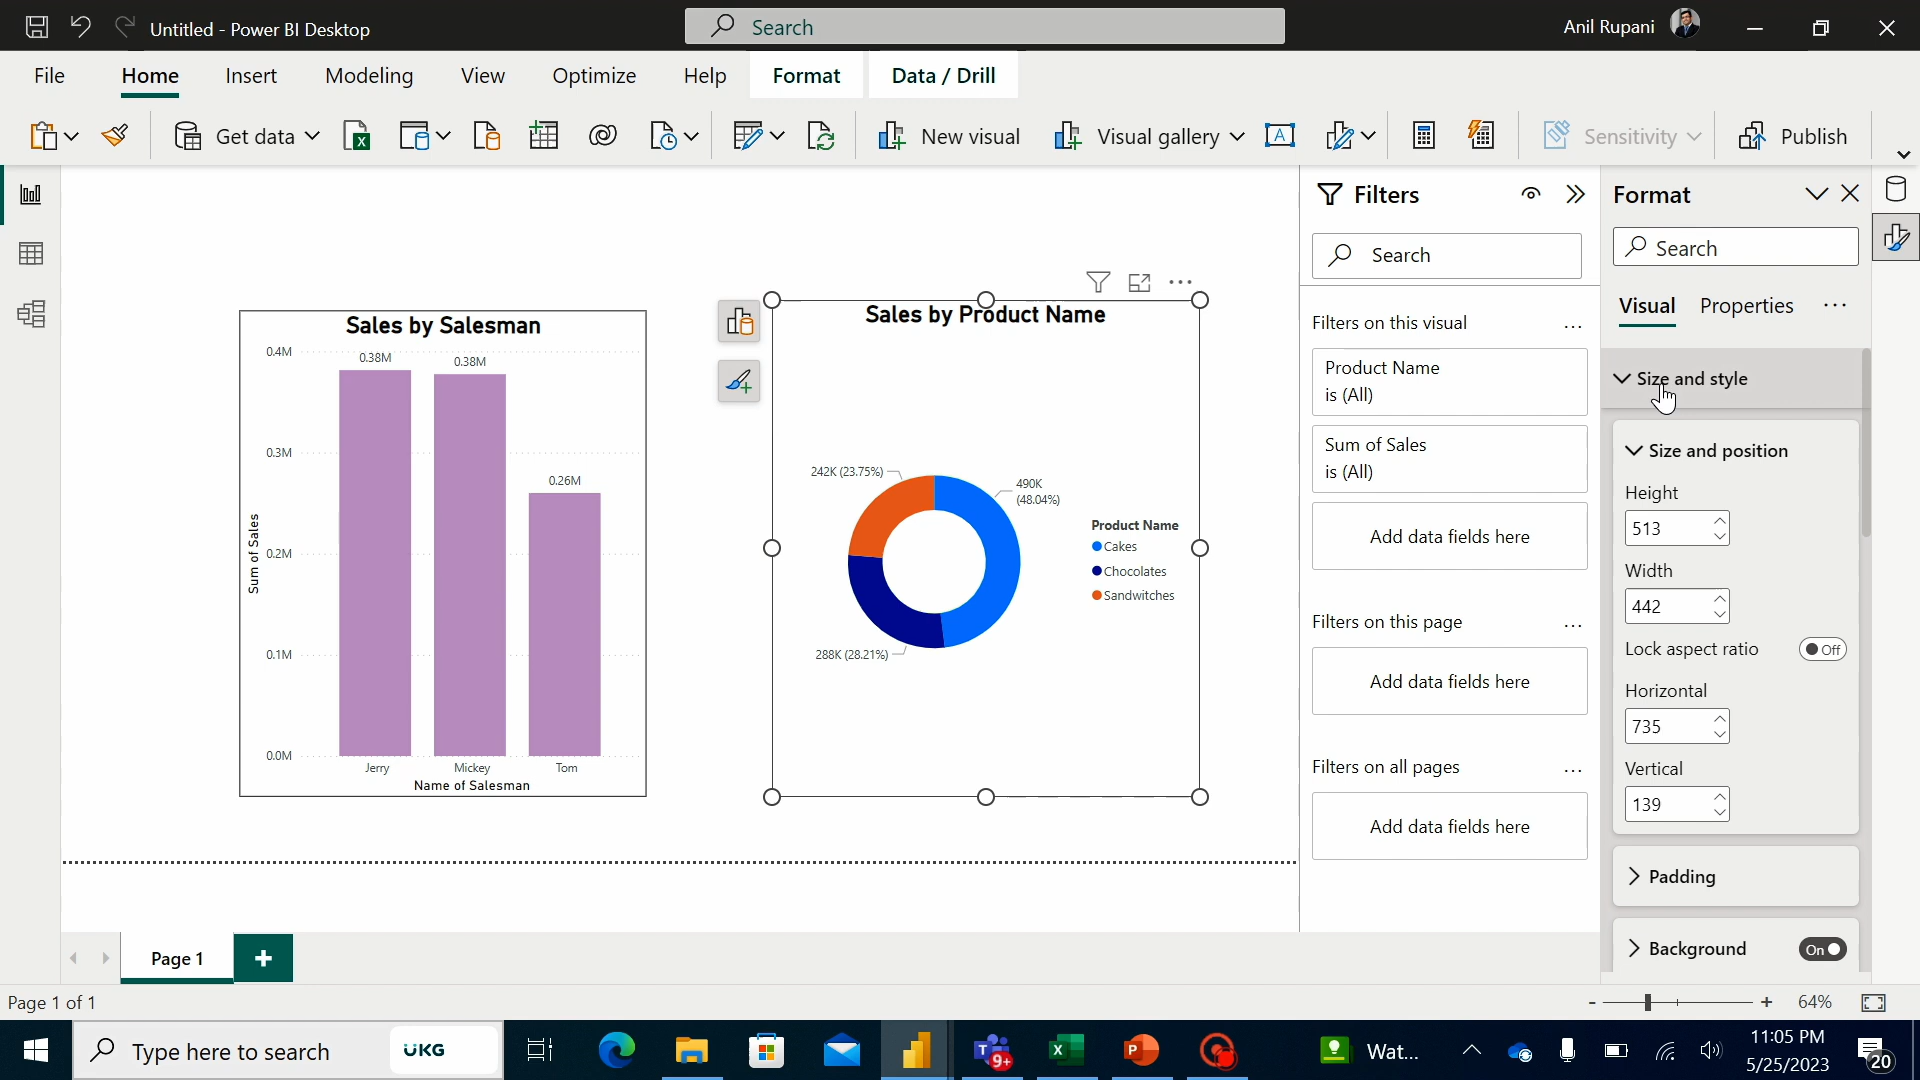 Untitled - Power BI Desktop
Search
Anil Rupani
File
Home
Insert
Modeling
View
Optimize
Help
Format
Data / Drill
Get data
New visual
Visual gallery
Sensitivity
Publish
Sales by Salesman
0.4M
0.3M
0.2M
0.1M
0.0M
0.38M
0.38M
0.26M
Sum of Sales
Jerry
Mickey
Tom
Name of Salesman
Sales by Product Name
242K (23.75%)
490K
(48.04%)
288K (28.21%)
Product Name
Cakes
Chocolates
Sandwitches
Filters
Search
Filters on this visual
Product Name
is (All)
Sum of Sales
is (All)
Add data fields here
Filters on this page
Add data fields here
Filters on all pages
Add data fields here
Format
Search
Visual
Properties
Size and style
Size and position
Height
513
Width
442
Lock aspect ratio
Off
Horizontal
735
Vertical
139
Padding
Background
On
Page 1
Page 1 of 1
64%
Type here to search
UKG
9+
Wat...
11:05 PM
5/25/2023
20